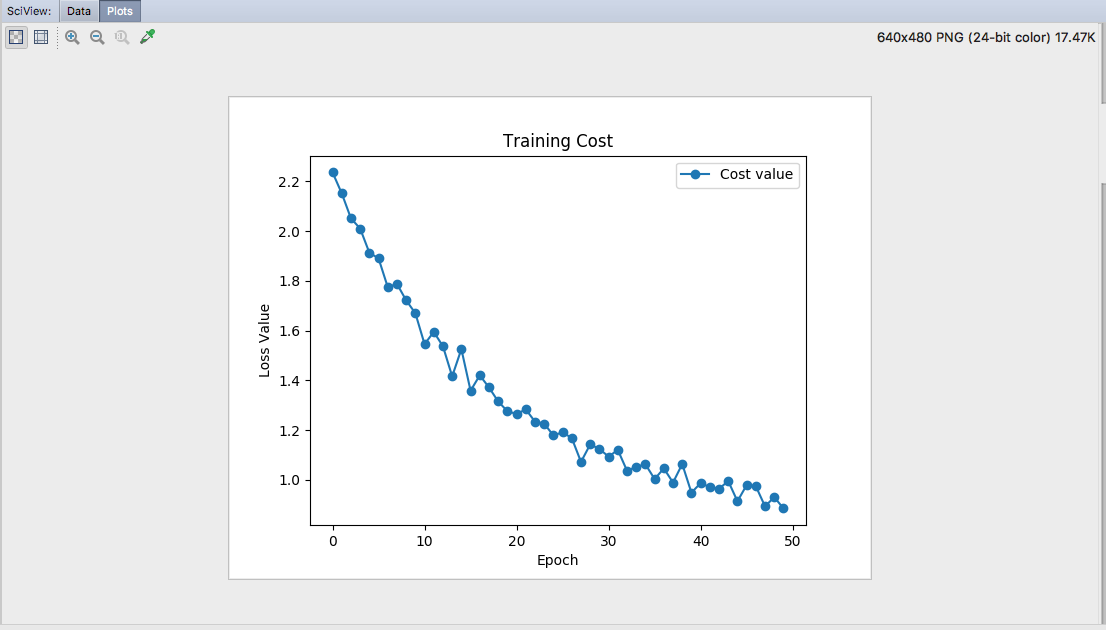 SciView: Data Plots
640x480 PNG (24-bit color) 17.47K
Training Cost
Cost value
2.2
2.0
1.8
1.6
1.4
1.2
1.0
Loss Value
0 10 20 30 40 50
Epoch